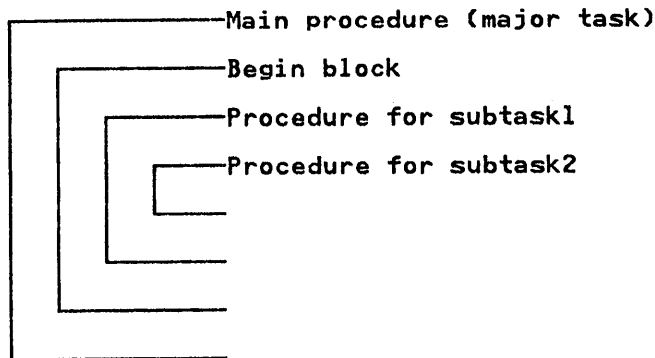 Main procedure (major task)
Begin block
Procedure for subtask1
Procedure for subtask2